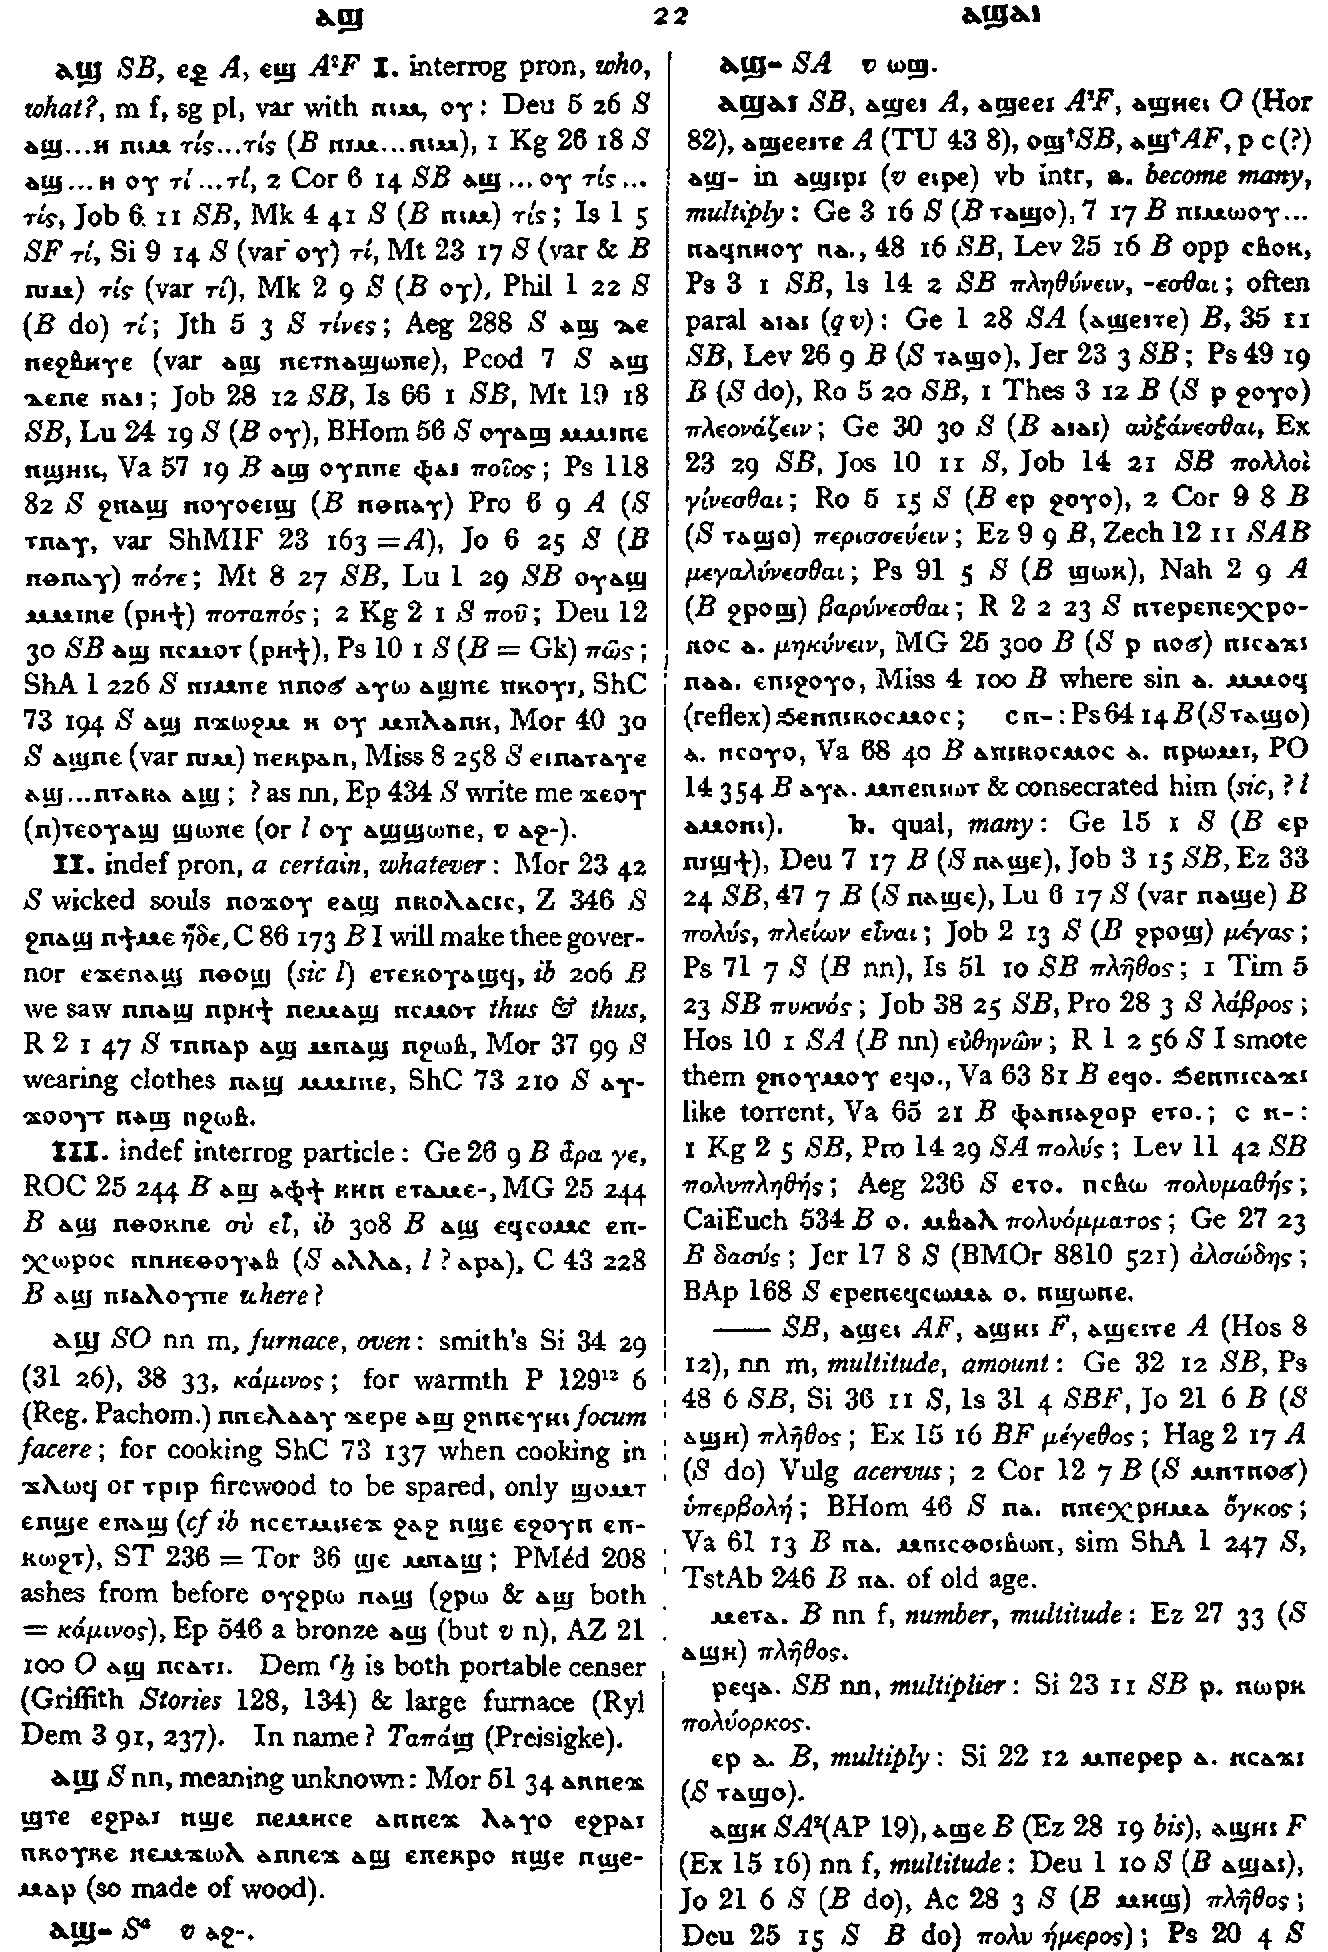 ⲁϣ 22 ⲁϣⲁⲓ
ⲁϣ SB, ⲉϩ A, ⲉϣ A²F I. interrog pron, who,
what?, m f, sg pl, var with ⲛⲓⲙ, ⲟⲩ: Deu 5 26 S
ⲁϣ...ⲏ ⲛⲓⲙ τίς...τίς (B ⲛⲓⲙ...ⲛⲓⲙ), 1 Kg 26 18 S
ⲁϣ...ⲏ ⲟⲩ τί...τί, 2 Cor 6 14 SB ⲁϣ...ⲟⲩ τίς...
τίς, Job 6 11 SB, Mk 4 41 S (B ⲛⲓⲙ) τίς; Is 1 5
SF τί, Si 9 14 S (var ⲟⲩ) τί, Mt 23 17 S (var & B
ⲛⲓⲙ) τίς (var τί), Mk 2 9 S (B ⲟⲩ), Phil 1 22 S
(B do) τί; Jth 5 3 S τίνες; Aeg 288 S ⲁϣ ϫⲉ
ⲛⲉϩⲃⲏⲩⲉ (var ⲁϣ ⲡⲉⲧⲛⲁϣⲱⲡⲉ), Pcod 7 S ⲁϣ
ϫⲉⲡⲉ ⲡⲁⲓ; Job 28 12 SB, Is 66 1 SB, Mt 19 18
SB, Lu 24 19 S (B ⲟⲩ), BHom 56 S ⲟⲩⲁϣ ⲙⲙⲓⲛⲉ
ⲛϣⲏⲛ, Va 57 19 B ⲁϣ ⲟⲩⲛⲡⲉ ⲫⲁⲓ ποῖος; Ps 118
82 S ϩⲛⲁϣ ⲛⲟⲩⲟⲉⲓϣ (B ⲛⲑⲛⲁⲩ) Pro 6 9 A (S
ⲧⲛⲁⲩ, var ShMIF 23 163 =A), Jo 6 25 S (B
ⲛⲑⲛⲁⲩ) πότε; Mt 8 27 SB, Lu 1 29 SB ⲟⲩⲁϣ
ⲙⲙⲓⲛⲉ (ⲣⲏϯ) ποταπός; 2 Kg 2 1 S ποῦ; Deu 12
30 SB ⲁϣ ⲛⲥⲙⲟⲧ (ⲣⲏϯ), Ps 10 1 S (B = Gk) πῶς;
ShA 1 226 S ⲛⲓⲙⲡⲉ ⲡⲛⲟϭ ⲁⲩⲱ ⲁϣⲡⲉ ⲡⲕⲟⲩⲓ, ShC
73 194 S ⲁϣ ⲛϫⲱϩⲙ ⲏ ⲟⲩ ⲙⲡⲗⲁⲛⲏ, Mor 40 30
S ⲁϣⲡⲉ (var ⲛⲓⲙ) ⲡⲉⲕⲣⲁⲛ, Miss 8 258 S ⲉⲓⲛⲁⲧⲁⲩⲉ
ⲁϣ...ⲛⲧⲁⲕⲁ ⲁϣ; ? as nn, Ep 434 S write me ϫⲉⲟⲩ
(ⲛ)ⲧⲉⲟⲩⲁϣ ϣⲱⲡⲉ (or l ⲟⲩ ⲁϣϣⲱⲡⲉ, v ⲁϩ-).
II. indef pron, a certain, whatever: Mor 23 42
S wicked souls ⲛⲟϫⲟⲩ ⲉⲁϣ ⲛⲕⲟⲗⲁⲥⲓⲥ, Z 346 S
ϩⲛⲁϣ ⲛϯⲙⲉ ἥδε, C 86 173 B I will make thee gover-
nor ⲉϫⲉⲛⲁϣ ⲛⲑⲟϣ (sic l) ⲉⲧⲉⲕⲟⲩⲁϣϥ, ib 206 B
we saw ⲛⲛⲁϣ ⲛⲣⲏϯ ⲛⲉⲙⲁϣ ⲛⲥⲙⲟⲧ thus & thus,
R 2 1 47 S ⲧⲛⲛⲁⲣ ⲁϣ ⲙⲛⲁϣ ⲛϩⲱⲃ, Mor 37 99 S
wearing clothes ⲛⲁϣ ⲙⲙⲓⲛⲉ, ShC 73 210 S ⲁⲩ-
ϫⲟⲟⲩⲧ ⲛⲁϣ ⲛϩⲱⲃ.
III. indef interrog particle: Ge 26 9 B ἆρα γε,
ROC 25 244 B ⲁϣ ⲁⲫϯ ⲕⲏⲛ ⲉⲧⲁⲙⲉ-, MG 25 244
B ⲁϣ ⲛⲑⲟⲕⲡⲉ σὺ εἶ, ib 308 B ⲁϣ ⲉϥⲥⲟⲙⲥ ⲉⲡ-
ⲭⲱⲣⲟⲥ ⲛⲛⲏⲉⲑⲟⲩⲁⲃ (S ⲁⲗⲗⲁ, l ? ⲁⲣⲁ), C 43 228
B ⲁϣ ⲡⲓⲁⲗⲟⲩⲡⲉ where?
ⲁϣ SO nn m, furnace, oven: smith's Si 34 29
(31 26), 38 33, κάμινος; for warmth P 129¹² 6
(Reg. Pachom.) ⲛⲛⲉⲗⲁⲁⲩ ϫⲉⲣⲉ ⲁϣ ϩⲛⲡⲉⲩⲏⲓ focum
facere; for cooking ShC 73 137 when cooking in
ϫⲗⲱϥ or ⲧⲣⲓⲣ firewood to be spared, only ϣⲟⲙⲧ
ⲉⲛϣⲉ ⲉⲡⲁϣ (cf ib ⲛⲥⲉⲧⲙⲛⲉϫ ϩⲁϩ ⲛϣⲉ ⲉϩⲟⲩⲛ ⲉⲡ-
ⲕⲱϩⲧ), ST 236 = Tor 36 ϣⲉ ⲙⲡⲁϣ; PMéd 208
ashes from before ⲟⲩϩⲣⲱ ⲛⲁϣ (ϩⲣⲱ & ⲁϣ both
= κάμινος), Ep 546 a bronze ⲁϣ (but v n), AZ 21
100 O ⲁϣ ⲛⲥⲁⲧⲓ. Dem is both portable censer
(Griffith Stories 128, 134) & large furnace (Ryl
Dem 3 91, 237). In name? Ταπάϣ (Preisigke).
ⲁϣ S nn, meaning unknown: Mor 51 34 ⲁⲛⲛⲉϫ
ϣⲧⲉ ⲉϩⲣⲁⲓ ⲛϣⲉ ⲛⲉⲙⲛⲥⲉ ⲁⲛⲛⲉϫ ⲗⲁⲩⲟ ⲉϩⲣⲁⲓ
ⲛⲕⲟⲩⲕⲉ ⲛⲉⲙϫⲱⲗ ⲁⲛⲛⲉϫ ⲁϣ ⲉⲡⲉⲕⲣⲟ ⲛϣⲉ ⲛϣⲉ-
ⲙⲁⲣ (so made of wood).
ⲁϣ- Sᵃ v ⲁϩ-.
ⲁϣ- SA v ⲱϣ.
ⲁϣⲁⲓ SB, ⲁϣⲉⲓ A, ⲁϣⲉⲉⲓ A²F, ⲁϣⲏⲉⲓ O (Hor
82), ⲁϣⲉⲉⲓⲧⲉ A (TU 43 8), ⲟϣ†SB, ⲁϣ†AF, p c (?)
ⲁϣ- in ⲁϣⲓⲣⲓ (v ⲉⲓⲣⲉ) vb intr, a. become many,
multiply: Ge 3 16 S (B ⲧⲁϣⲟ), 7 17 B ⲡⲓⲙⲱⲟⲩ...
ⲛⲁϥⲛⲏⲟⲩ ⲡⲁ., 48 16 SB, Lev 25 16 B opp ⲥⲃⲟⲕ,
Ps 3 1 SB, Is 14 2 SB πληθύνειν, -εσθαι; often
paral ⲁⲓⲁⲓ (q v): Ge 1 28 SA (ⲁϣⲉⲓⲧⲉ) B, 35 11
SB, Lev 26 9 B (S ⲧⲁϣⲟ), Jer 23 3 SB; Ps 49 19
B (S do), Ro 5 20 SB, 1 Thes 3 12 B (S ⲣ ϩⲟⲩⲟ)
πλεονάζειν; Ge 30 30 S (B ⲁⲓⲁⲓ) αὐξάνεσθαι, Ex
23 29 SB, Jos 10 11 S, Job 14 21 SB πολλοὶ
γίνεσθαι; Ro 5 15 S (B ⲉⲣ ϩⲟⲩⲟ), 2 Cor 9 8 B
(S ⲧⲁϣⲟ) περισσεύειν; Ez 9 9 B, Zech 12 11 SAB
μεγαλύνεσθαι; Ps 91 5 S (B ϣⲱⲕ), Nah 2 9 A
(B ϩⲣⲟϣ) βαρύνεσθαι; R 2 2 23 S ⲛⲧⲉⲣⲉⲡⲉⲭⲣⲟ-
ⲛⲟⲥ ⲁ. μηκύνειν, MG 25 300 B (S ⲣ ⲛⲟϭ) ⲡⲓⲥⲁϫⲓ
ⲛⲁⲁ. ⲉⲡⲓϩⲟⲩⲟ, Miss 4 100 B where sin ⲁ. ⲙⲙⲟϥ
(reflex) ϧⲉⲛⲡⲓⲕⲟⲥⲙⲟⲥ; c ⲛ-: Ps 64 14 B (S ⲧⲁϣⲟ)
ⲁ. ⲛⲥⲟⲩⲟ, Va 68 40 B ⲁⲡⲓⲕⲟⲥⲙⲟⲥ ⲁ. ⲛⲣⲱⲙⲓ, PO
14 354 B ⲁⲩⲁ. ⲙⲡⲉⲛⲓⲱⲧ & consecrated him (sic, ? l
ⲁⲙⲟⲛⲓ). b. qual, many: Ge 15 1 S (B ⲉⲣ
ⲛⲓϣϯ), Deu 7 17 B (S ⲛⲁϣⲉ), Job 3 15 SB, Ez 33
24 SB, 47 7 B (S ⲛⲁϣⲉ), Lu 6 17 S (var ⲛⲁϣⲉ) B
πολύς, πλείων εἶναι; Job 2 13 S (B ϩⲣⲟϣ) μέγας;
Ps 71 7 S (B nn), Is 51 10 SB πλῆθος; 1 Tim 5
23 SB πυκνός; Job 38 25 SB, Pro 28 3 S λάβρος;
Hos 10 1 SA (B nn) εὐθηνῶν; R 1 2 56 S I smote
them ϩⲛⲟⲩⲙⲟⲩ ⲉϥⲟ., Va 63 81 B ⲉϥⲟ. ϧⲉⲛⲡⲓⲥⲁϫⲓ
like torrent, Va 65 21 B ⲫⲁⲛⲓⲁϩⲟⲣ ⲉⲧⲟ.; c ⲛ-:
1 Kg 2 5 SB, Pro 14 29 SA πολύς; Lev 11 42 SB
πολυπληθής; Aeg 236 S ⲉⲧⲟ. ⲛⲥⲃⲱ πολυμαθής;
CaiEuch 534 B ⲟ. ⲙⲃⲁⲗ πολυόμματος; Ge 27 23
B δασύς; Jer 17 8 S (BMOr 8810 521) ἀλσώδης;
BAp 168 S ⲉⲣⲉⲡⲉϥⲥⲱⲙⲁ ⲟ. ⲛϣⲱⲛⲉ.
—— SB, ⲁϣⲉⲓ AF, ⲁϣⲏⲓ F, ⲁϣⲉⲓⲧⲉ A (Hos 8
12), nn m, multitude, amount: Ge 32 12 SB, Ps
48 6 SB, Si 36 11 S, Is 31 4 SBF, Jo 21 6 B (S
ⲁϣⲏ) πλῆθος; Ex 15 16 BF μέγεθος; Hag 2 17 A
(S do) Vulg acervus; 2 Cor 12 7 B (S ⲙⲛⲧⲛⲟϭ)
ὑπερβολή; BHom 46 S ⲡⲁ. ⲛⲛⲉⲭⲣⲏⲙⲁ ὄγκος;
Va 61 13 B ⲡⲁ. ⲙⲡⲓⲥⲑⲟⲓⲃⲱⲛ, sim ShA 1 247 S,
TstAb 246 B ⲡⲁ. of old age.
ⲙⲉⲧⲁ. B nn f, number, multitude: Ez 27 33 (S
ⲁϣⲏ) πλῆθος.
ⲣⲉϥⲁ. SB nn, multiplier: Si 23 11 SB ⲣ. ⲛⲱⲣⲕ
πολύορκος.
ⲉⲣ ⲁ. B, multiply: Si 22 12 ⲙⲡⲉⲣⲉⲣ ⲁ. ⲛⲥⲁϫⲓ
(S ⲧⲁϣⲟ).
ⲁϣⲏ SA²(AP 19), ⲁϣⲉ B (Ez 28 19 bis), ⲁϣⲏⲓ F
(Ex 15 16) nn f, multitude: Deu 1 10 S (B ⲁϣⲁⲓ),
Jo 21 6 S (B do), Ac 28 3 S (B ⲙⲏϣ) πλῆθος;
Deu 25 15 S B do) πολυήμερος); Ps 20 4 S